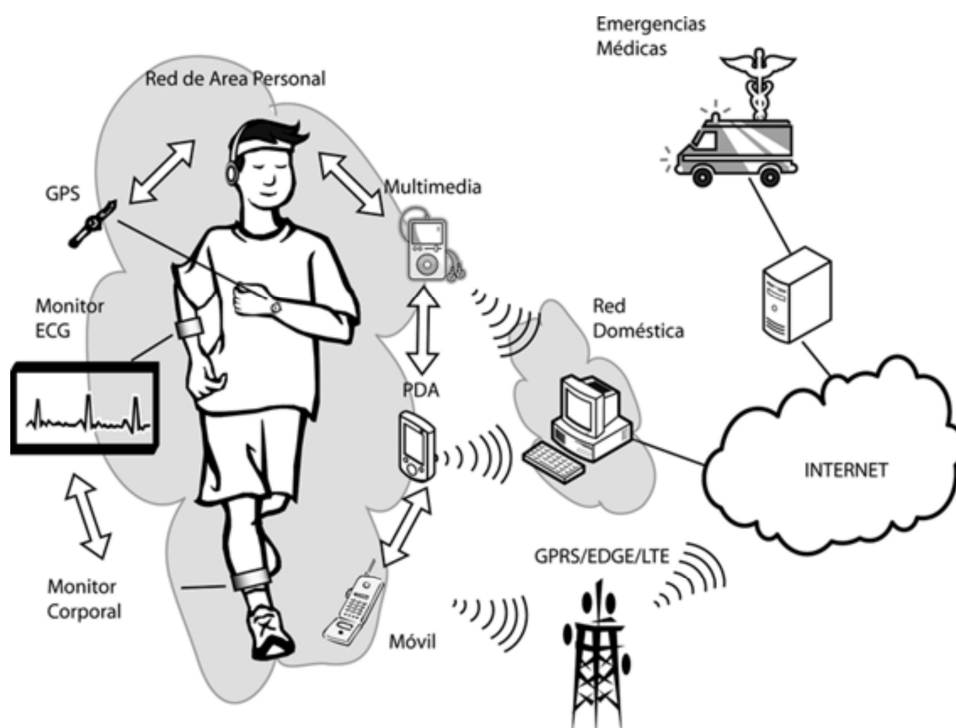 Emergencias
Médicas
Red de Area Personal
GPS
Multimedia
Monitor
ECG
Red
Doméstica
PDA
INTERNET
GPRS/EDGE/LTE
Monitor
Corporal
Móvil